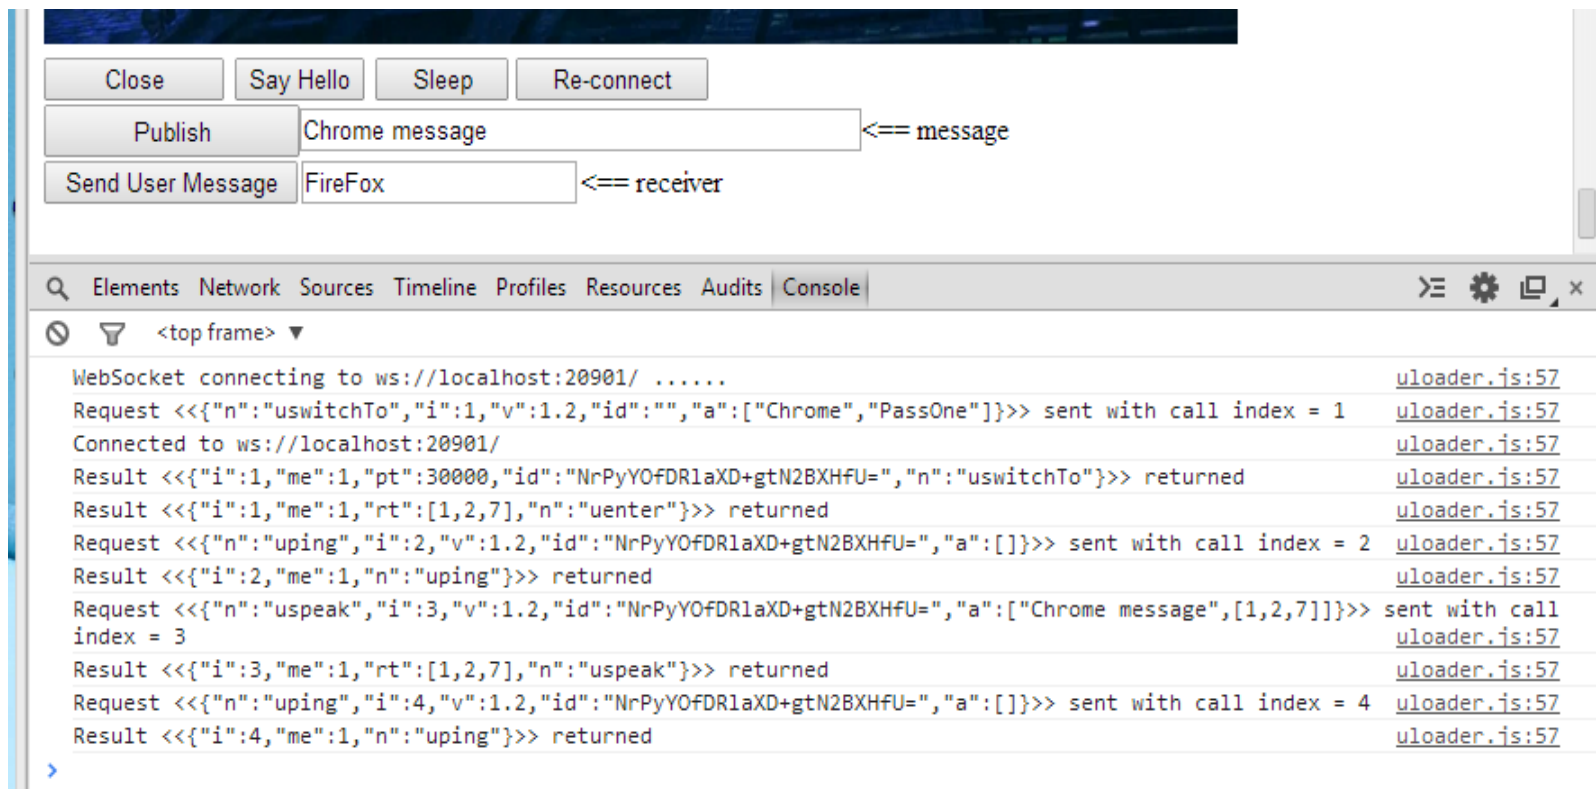 Close Say Hello Sleep Re-connect
Publish Chrome message <== message
Send User Message FireFox <== receiver
Elements Network Sources Timeline Profiles Resources Audits Console
<top frame> ▼
WebSocket connecting to ws://localhost:20901/ ...... uloader.js:57
Request <<{"n":"uswitchTo","i":1,"v":1.2,"id":"","a":["Chrome","PassOne"]}>> sent with call index = 1 uloader.js:57
Connected to ws://localhost:20901/ uloader.js:57
Result <<{"i":1,"me":1,"pt":30000,"id":"NrPyYOfDRlaXD+gtN2BXHfU=","n":"uswitchTo"}>> returned uloader.js:57
Result <<{"i":1,"me":1,"rt":[1,2,7],"n":"uenter"}>> returned uloader.js:57
Request <<{"n":"uping","i":2,"v":1.2,"id":"NrPyYOfDRlaXD+gtN2BXHfU=","a":[]}>> sent with call index = 2 uloader.js:57
Result <<{"i":2,"me":1,"n":"uping"}>> returned uloader.js:57
Request <<{"n":"uspeak","i":3,"v":1.2,"id":"NrPyYOfDRlaXD+gtN2BXHfU=","a":["Chrome message",[1,2,7]]}>> sent with call
index = 3 uloader.js:57
Result <<{"i":3,"me":1,"rt":[1,2,7],"n":"uspeak"}>> returned uloader.js:57
Request <<{"n":"uping","i":4,"v":1.2,"id":"NrPyYOfDRlaXD+gtN2BXHfU=","a":[]}>> sent with call index = 4 uloader.js:57
Result <<{"i":4,"me":1,"n":"uping"}>> returned uloader.js:57